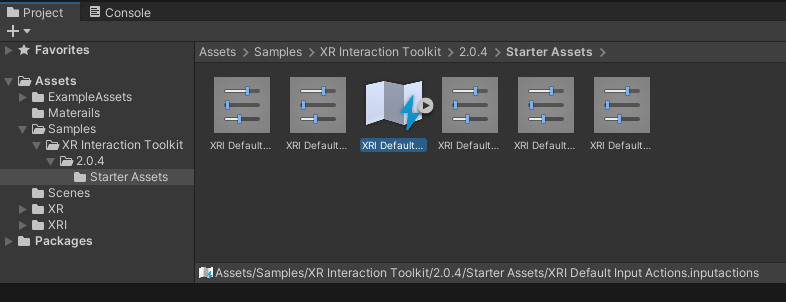 Project
Console
Favorites
Assets
ExampleAssets
Materails
Samples
XR Interaction Toolkit
2.0.4
Starter Assets
Scenes
XR
XRI
Packages
Assets > Samples > XR Interaction Toolkit > 2.0.4 > Starter Assets >
XRI Default... XRI Default... XRI Default... XRI Default... XRI Default... XRI Default...
Assets/Samples/XR Interaction Toolkit/2.0.4/Starter Assets/XRI Default Input Actions.inputactions